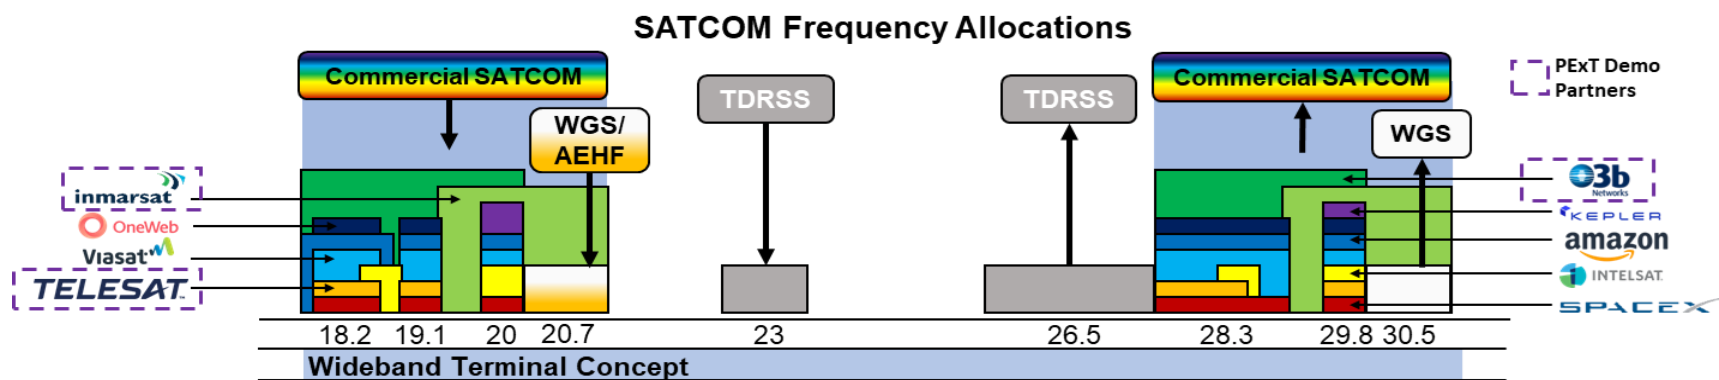 SATCOM Frequency Allocations
Commercial SATCOM
TDRSS
TDRSS
Commercial SATCOM
PExT Demo
Partners
WGS/
AEHF
WGS
inmarsat
OneWeb
Viasat
TELESAT
O3b
Networks
KEPLER
amazon
INTELSAT
SPACEX
18.2 19.1 20 20.7 23 26.5 28.3 29.8 30.5
Wideband Terminal Concept